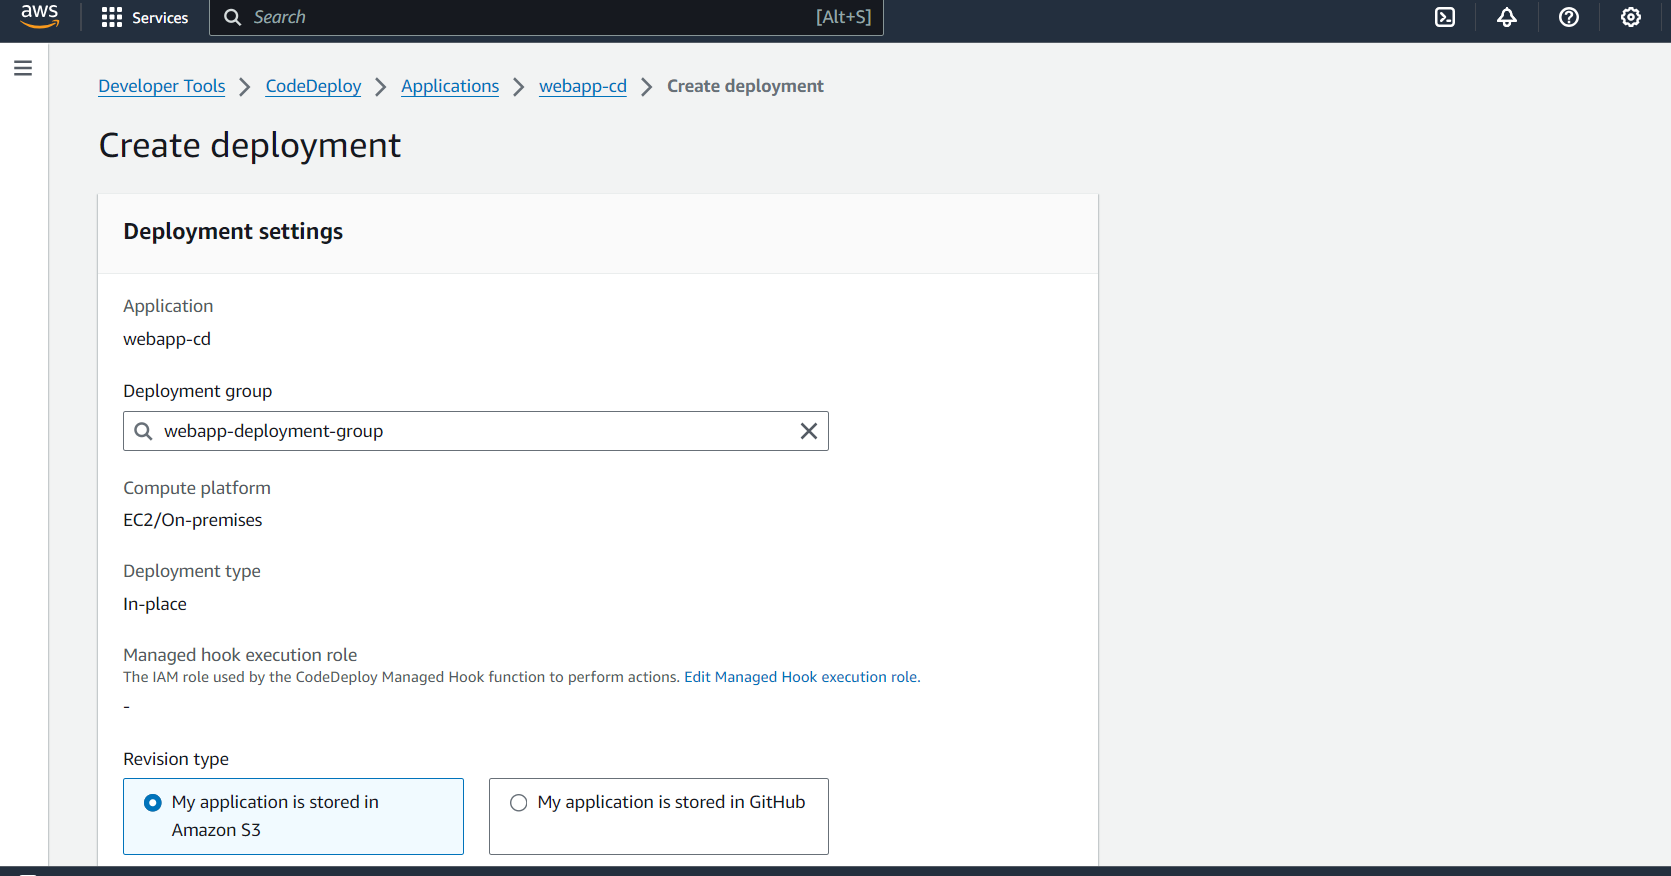 aws Services Search [Alt+S]
Developer Tools CodeDeploy Applications webapp-cd Create deployment
Create deployment
Deployment settings
Application
webapp-cd
Deployment group
webapp-deployment-group
Compute platform
EC2/On-premises
Deployment type
In-place
Managed hook execution role
The IAM role used by the CodeDeploy Managed Hook function to perform actions. Edit Managed Hook execution role.
-
Revision type
My application is stored in
Amazon S3
My application is stored in GitHub